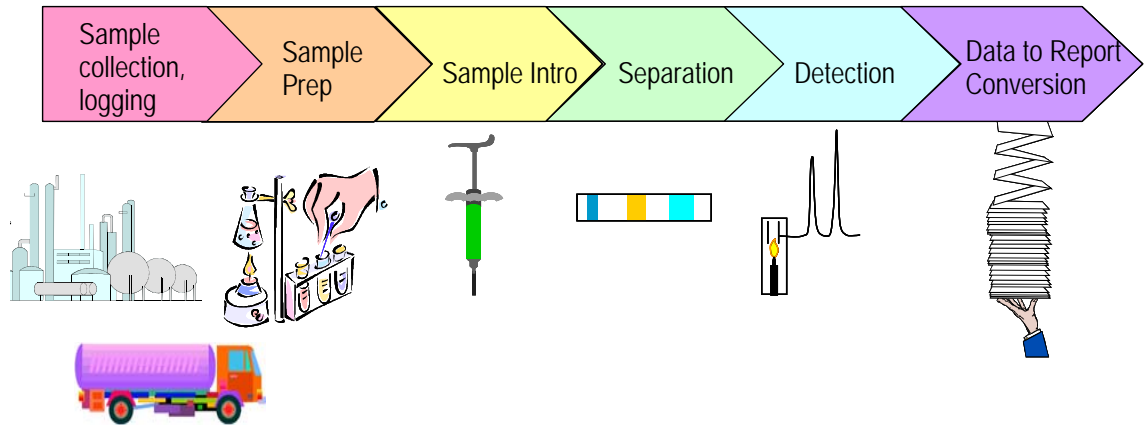 Sample
collection,
logging
Sample
Prep
Sample Intro
Separation
Detection
Data to Report
Conversion